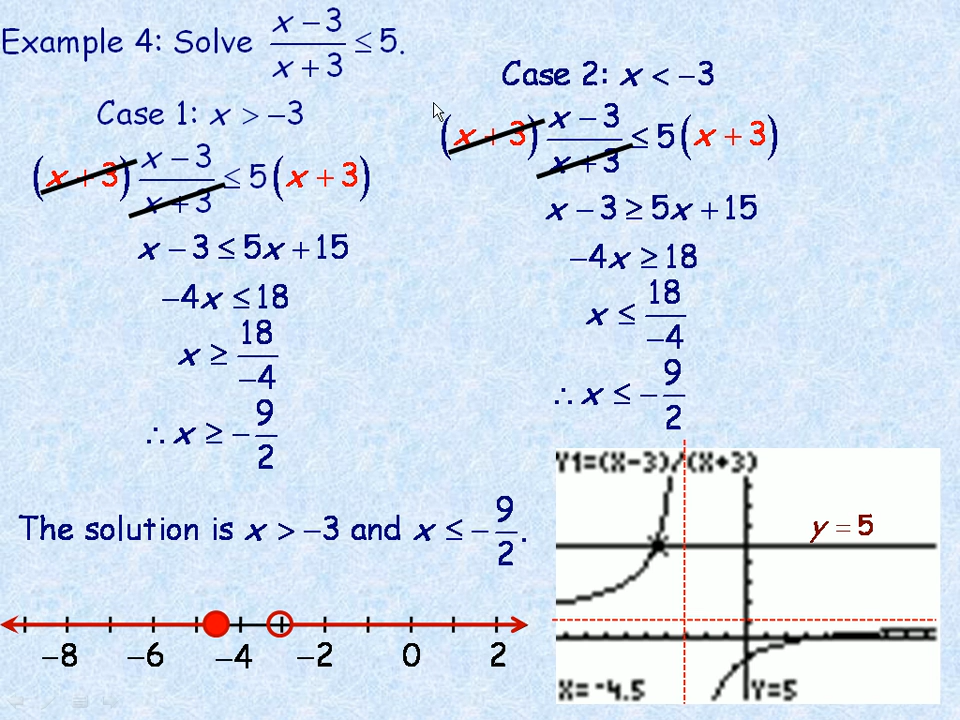 Example 4: Solve (x − 3)/(x + 3) ≤ 5.
Case 1: x > −3
(x + 3) (x − 3)/(x + 3) ≤ 5(x + 3)
x − 3 ≤ 5x + 15
−4x ≤ 18
x ≥ 18/−4
∴ x ≥ −9/2
Case 2: x < −3
(x + 3) (x − 3)/(x + 3) ≤ 5(x + 3)
x − 3 ≥ 5x + 15
−4x ≥ 18
x ≤ 18/−4
∴ x ≤ −9/2
The solution is x > −3 and x ≤ −9/2.
−8 −6 −4 −2 0 2
Y1=(X-3)/(X+3)
y = 5
X=-4.5 Y=5